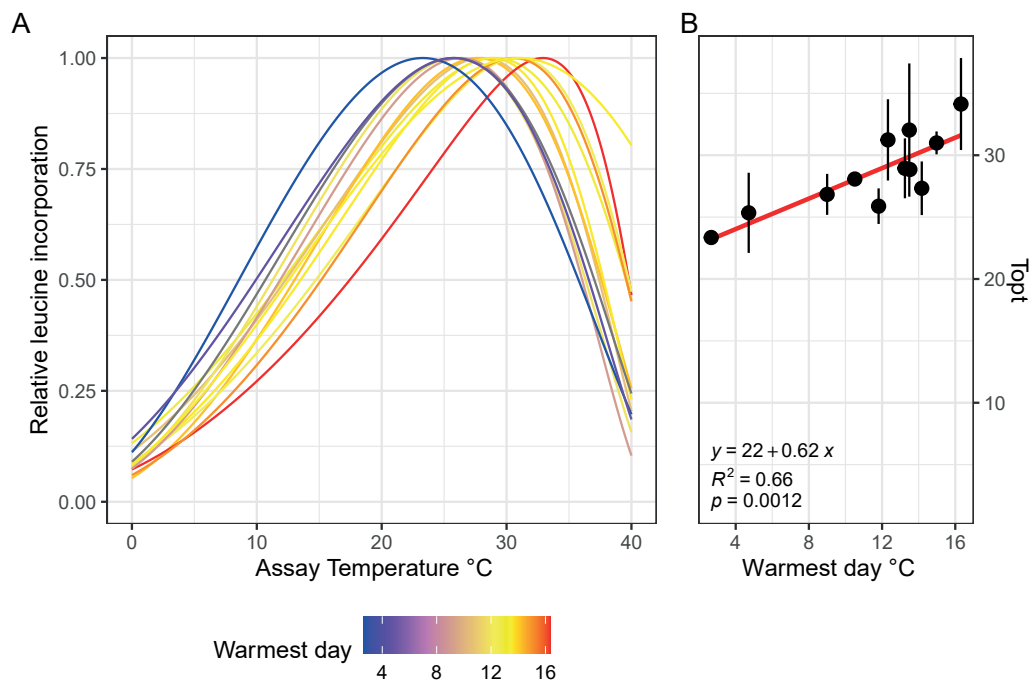 A
Relative leucine incorporation
1.00
0.75
0.50
0.25
0.00
0
10
20
30
40
Assay Temperature °C
B
y = 22 + 0.62 x
R² = 0.66
p = 0.0012
30
20
10
Topt
4
8
12
16
Warmest day °C
Warmest day
4
8
12
16